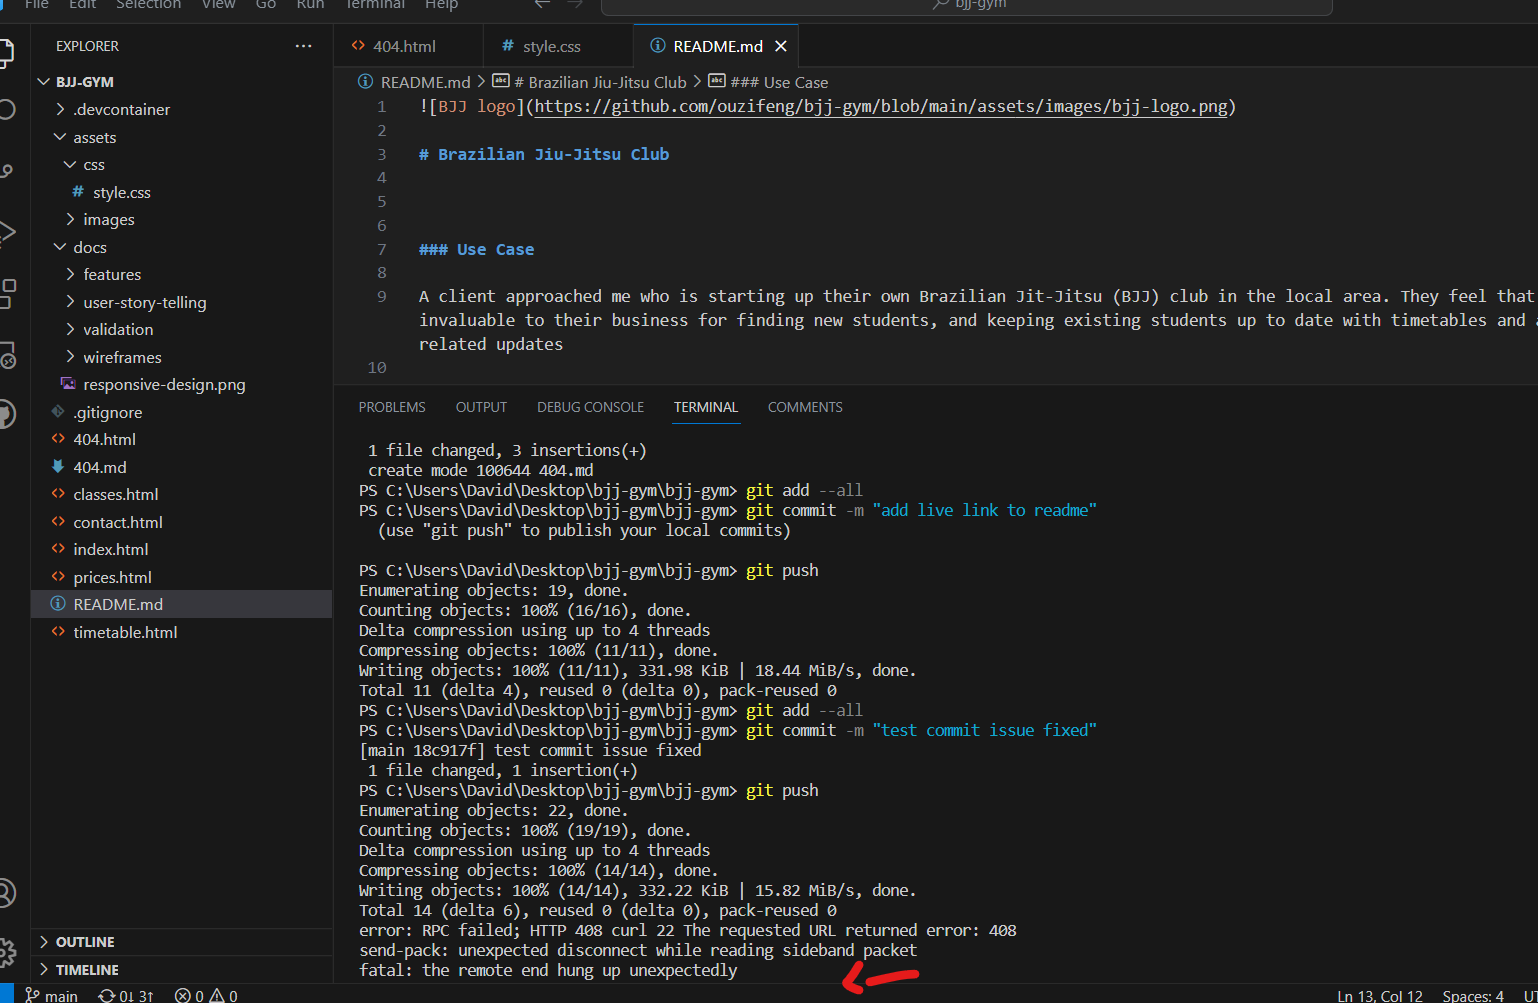 File Edit Selection View Go Run Terminal Help bjj-gym
EXPLORER
BJJ-GYM
.devcontainer
assets
css
style.css
images
docs
features
user-story-telling
validation
wireframes
responsive-design.png
.gitignore
404.html
404.md
classes.html
contact.html
index.html
prices.html
README.md
timetable.html
OUTLINE
TIMELINE
404.html style.css README.md
README.md > # Brazilian Jiu-Jitsu Club > ### Use Case
1 ![BJJ logo](https://github.com/ouzifeng/bjj-gym/blob/main/assets/images/bjj-logo.png)
2
3 # Brazilian Jiu-Jitsu Club
4
5
6
7 ### Use Case
8
9 A client approached me who is starting up their own Brazilian Jit-Jitsu (BJJ) club in the local area. They feel that
invaluable to their business for finding new students, and keeping existing students up to date with timetables and
related updates
10
PROBLEMS OUTPUT DEBUG CONSOLE TERMINAL COMMENTS
1 file changed, 3 insertions(+)
create mode 100644 404.md
PS C:\Users\David\Desktop\bjj-gym\bjj-gym> git add --all
PS C:\Users\David\Desktop\bjj-gym\bjj-gym> git commit -m "add live link to readme"
(use "git push" to publish your local commits)
PS C:\Users\David\Desktop\bjj-gym\bjj-gym> git push
Enumerating objects: 19, done.
Counting objects: 100% (16/16), done.
Delta compression using up to 4 threads
Compressing objects: 100% (11/11), done.
Writing objects: 100% (11/11), 331.98 KiB | 18.44 MiB/s, done.
Total 11 (delta 4), reused 0 (delta 0), pack-reused 0
PS C:\Users\David\Desktop\bjj-gym\bjj-gym> git add --all
PS C:\Users\David\Desktop\bjj-gym\bjj-gym> git commit -m "test commit issue fixed"
[main 18c917f] test commit issue fixed
1 file changed, 1 insertion(+)
PS C:\Users\David\Desktop\bjj-gym\bjj-gym> git push
Enumerating objects: 22, done.
Counting objects: 100% (19/19), done.
Delta compression using up to 4 threads
Compressing objects: 100% (14/14), done.
Writing objects: 100% (14/14), 332.22 KiB | 15.82 MiB/s, done.
Total 14 (delta 6), reused 0 (delta 0), pack-reused 0
error: RPC failed; HTTP 408 curl 22 The requested URL returned error: 408
send-pack: unexpected disconnect while reading sideband packet
fatal: the remote end hung up unexpectedly
main 0↓ 3↑ 0 0 Ln 13, Col 12 Spaces: 4